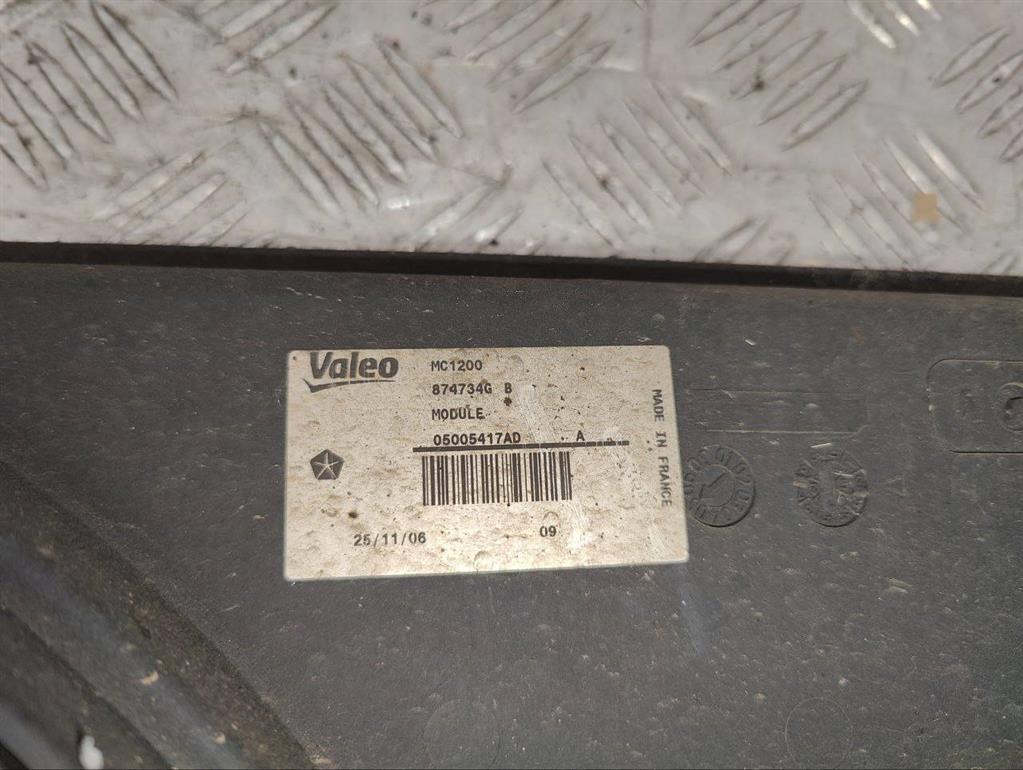 Valeo
MC1200
874734G B
MODULE
05005417AD A
25/11/06 09
MADE IN FRANCE